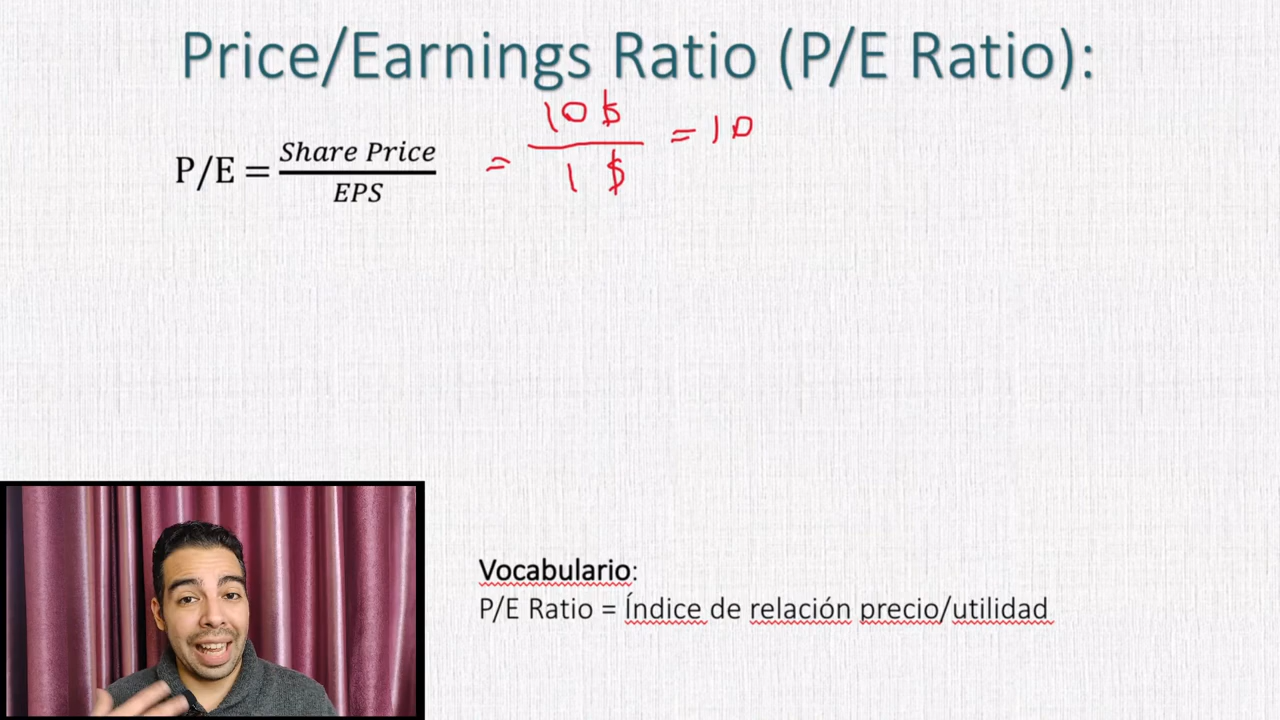 Price/Earnings Ratio (P/E Ratio):
P/E = Share Price / EPS = 10 $ / 1 $ = 10
Vocabulario:
P/E Ratio = Índice de relación precio/utilidad